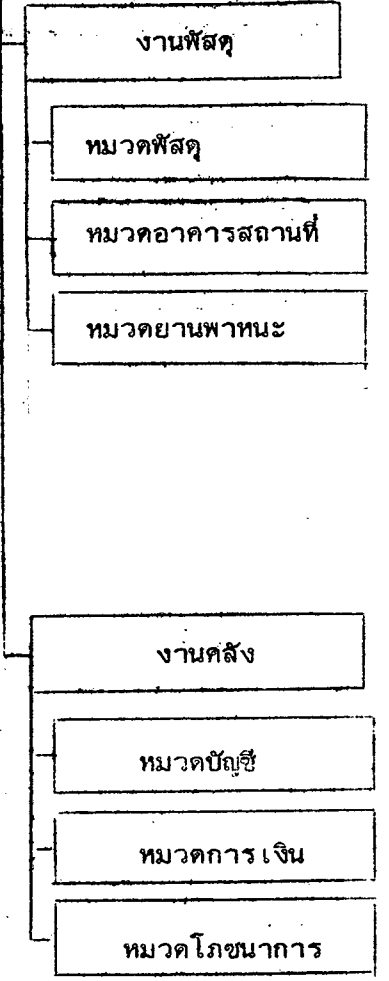 งานพัสดุ
หมวดพัสดุ
หมวดอาคารสถานที่
หมวดยานพาหนะ
งานคลัง
หมวดบัญชี
หมวดการเงิน
หมวดโภชนาการ